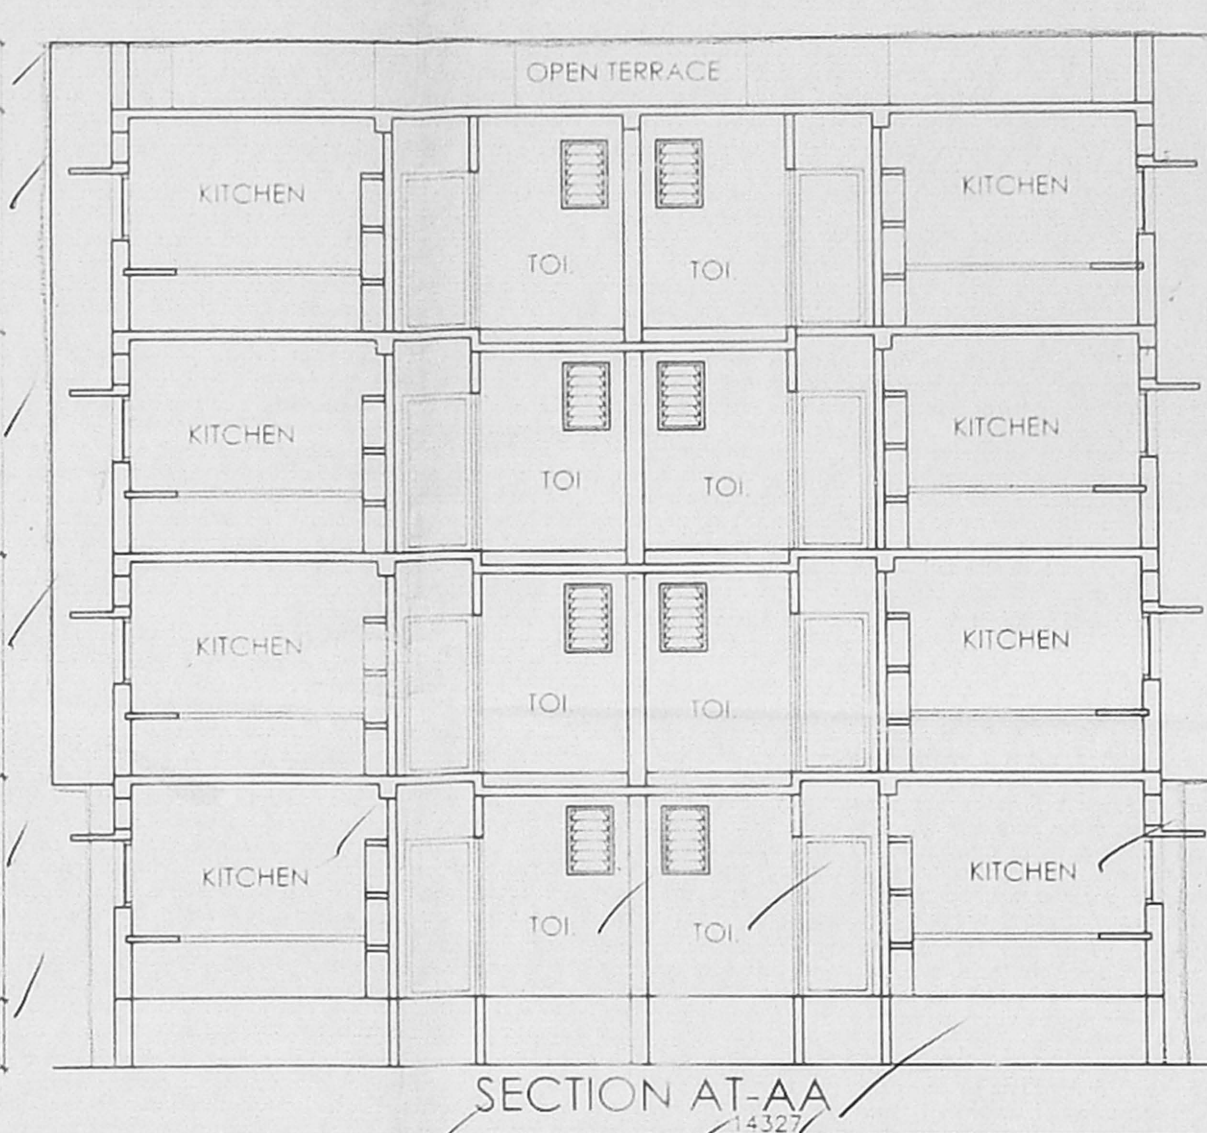 OPEN TERRACE
KITCHEN
KITCHEN
TOI.
TOI.
KITCHEN
KITCHEN
TOI
TOI.
KITCHEN
KITCHEN
TOI.
TOI.
KITCHEN
KITCHEN
TOI.
TOI.
SECTION AT-AA
14327